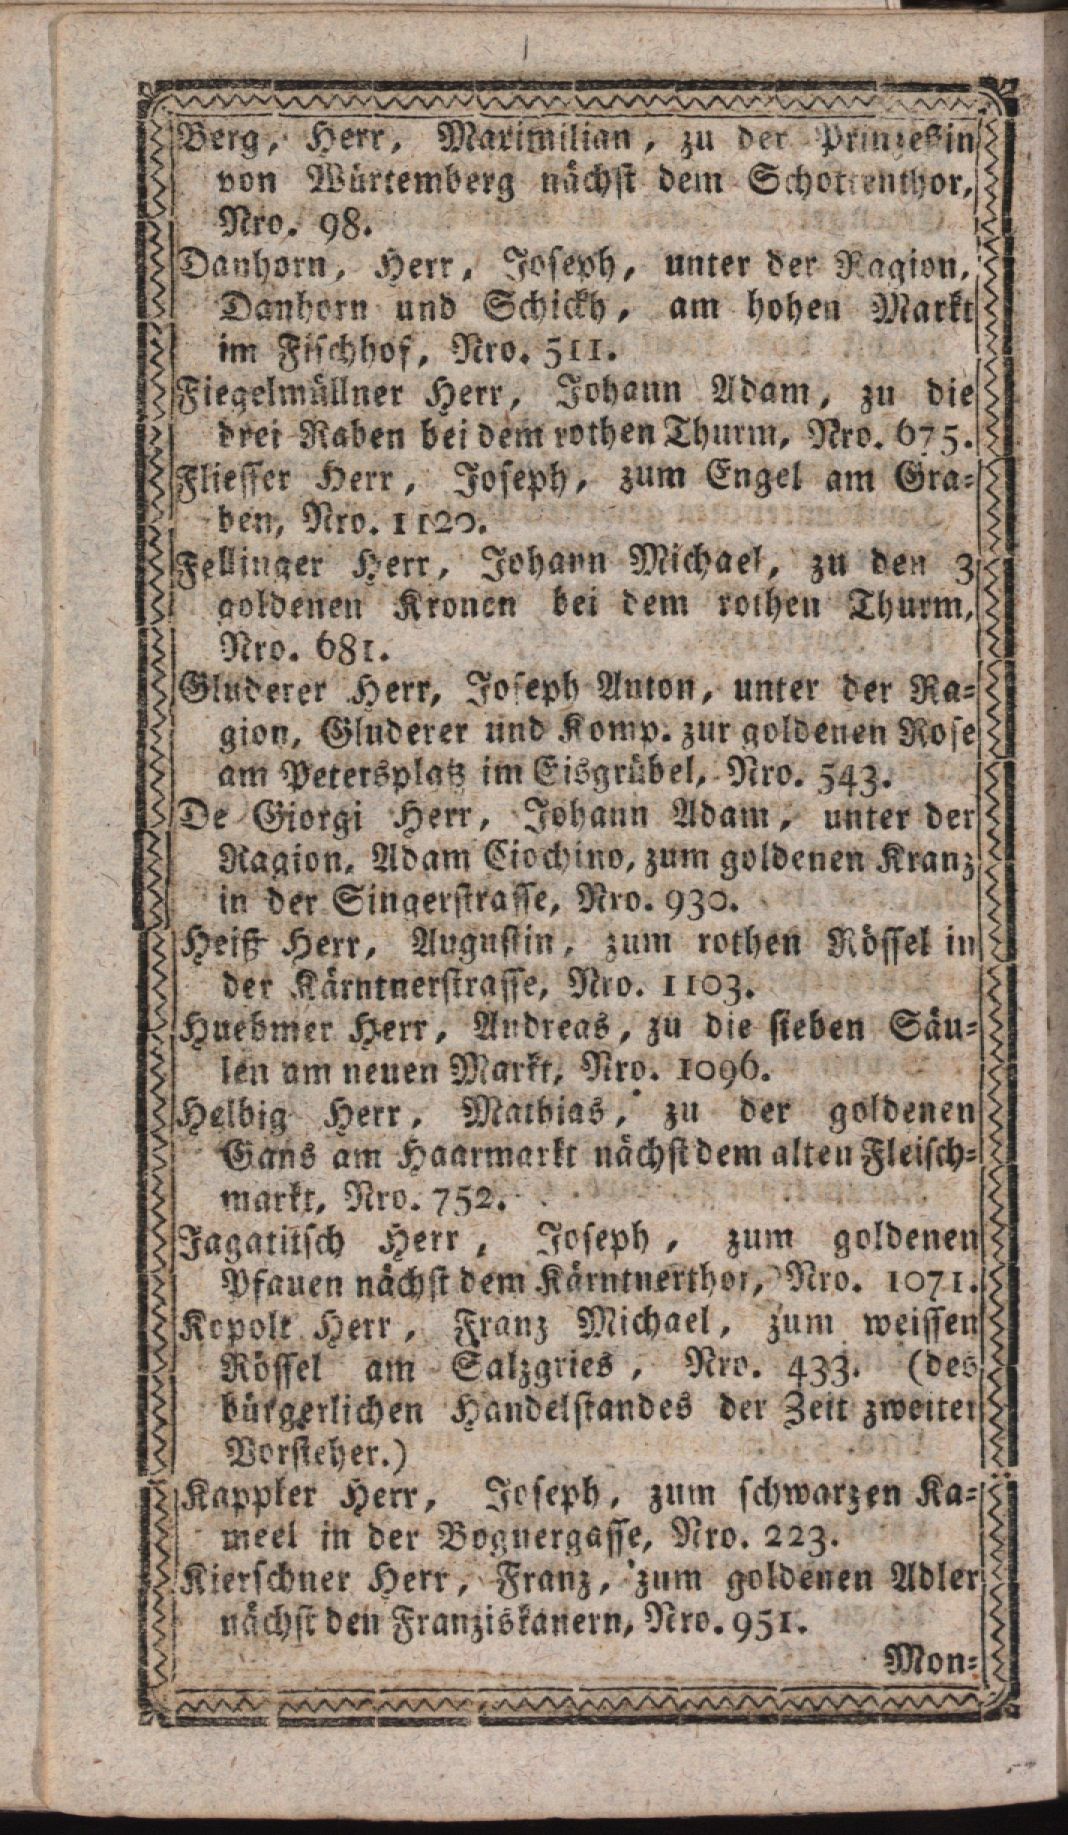 Berg, Herr, Maximilian, zu der Prinzeßin
von Würtemberg nächst dem Schottenthor,
Nro. 98.
Danhorn, Herr, Joseph, unter der Ragion,
Danhorn und Schickh, am hohen Markt
im Fischhof, Nro. 511.
Fiegelmüllner Herr, Johann Adam, zu die
drei Raben bei dem rothen Thurm, Nro. 675.
Fliesser Herr, Joseph, zum Engel am Gra-
ben, Nro. 1120.
Fellinger Herr, Johann Michael, zu den 3
goldenen Kronen bei dem rothen Thurm,
Nro. 681.
Gluderer Herr, Joseph Anton, unter der Ra-
gion, Gluderer und Komp. zur goldenen Rose
am Petersplatz im Eisgrübel, Nro. 543.
De Giorgi Herr, Johann Adam, unter der
Ragion, Adam Ciochino, zum goldenen Kranz
in der Singerstrasse, Nro. 930.
Heiß Herr, Augustin, zum rothen Rössel in
der Kärntnerstrasse, Nro. 1103.
Huebmer Herr, Andreas, zu die sieben Säu-
len am neuen Markt, Nro. 1096.
Helbig Herr, Mathias, zu der goldenen
Gans am Haarmarkt nächst dem alten Fleisch-
markt, Nro. 752.
Jagatitsch Herr, Joseph, zum goldenen
Pfauen nächst dem Kärntnerthor, Nro. 1071.
Kopolt Herr, Franz Michael, zum weissen
Rössel am Salzgries, Nro. 433. (des
bürgerlichen Handelstandes der Zeit zweiter
Vorsteher.)
Kappler Herr, Joseph, zum schwarzen Ka-
meel in der Bognergasse, Nro. 223.
Kierschner Herr, Franz, zum goldenen Adler
nächst den Franziskanern, Nro. 951.
Mon-